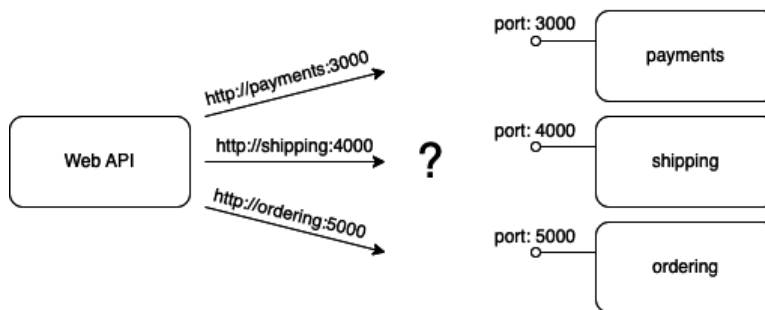 port: 3000
payments
http://payments:3000
Web API
http://shipping:4000
?
port: 4000
shipping
http://ordering:5000
port: 5000
ordering